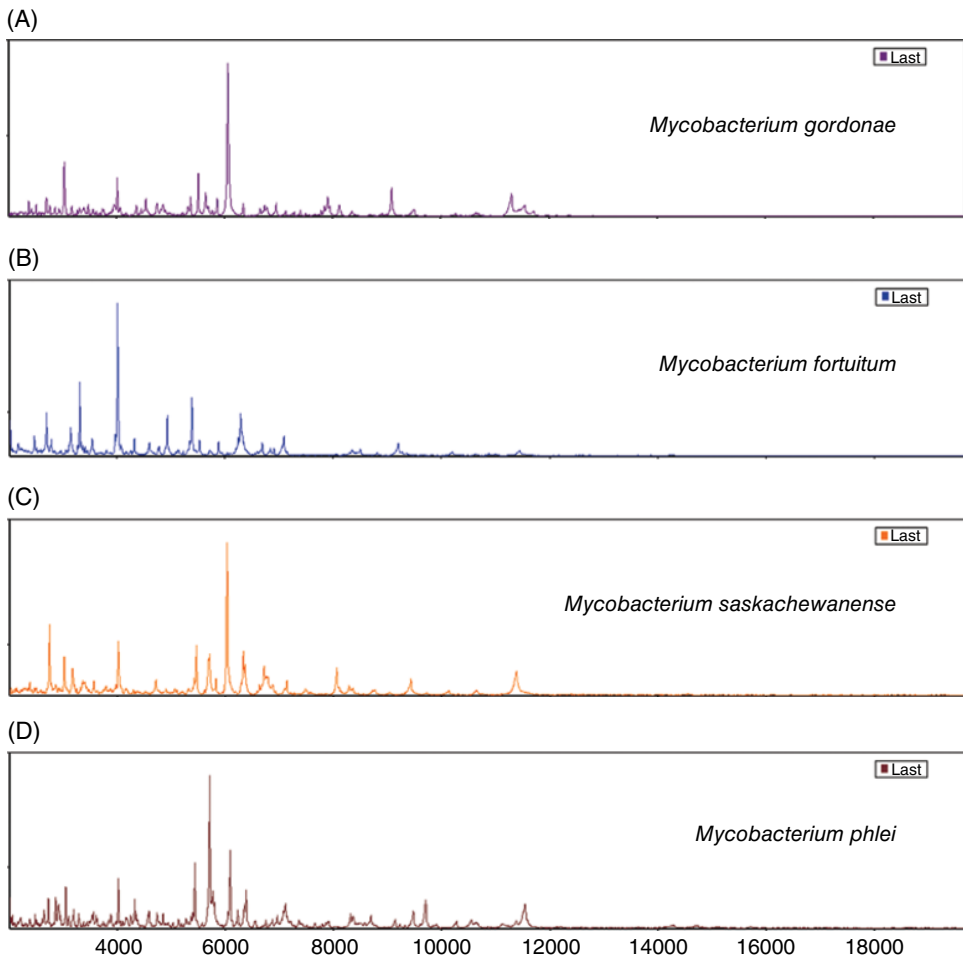 (A)
Last
Mycobacterium gordonae
(B)
Last
Mycobacterium fortuitum
(C)
Last
Mycobacterium saskachewanense
(D)
Last
Mycobacterium phlei
4000 6000 8000 10000 12000 14000 16000 18000